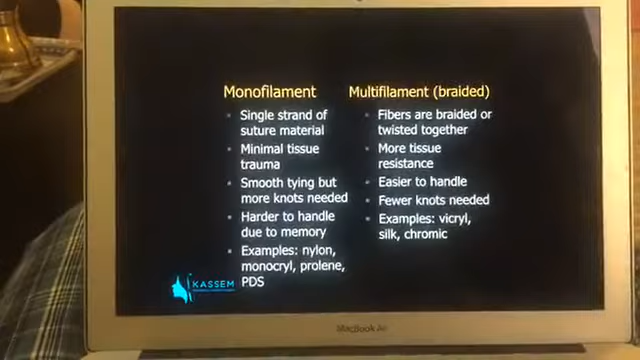 Monofilament
Single strand of
suture material
Minimal tissue
trauma
Smooth tying but
more knots needed
Harder to handle
due to memory
Examples: nylon,
monocryl, prolene,
PDS
Multifilament (braided)
Fibers are braided or
twisted together
More tissue
resistance
Easier to handle
Fewer knots needed
Examples: vicryl,
silk, chromic
KASSEM
MacBook Air